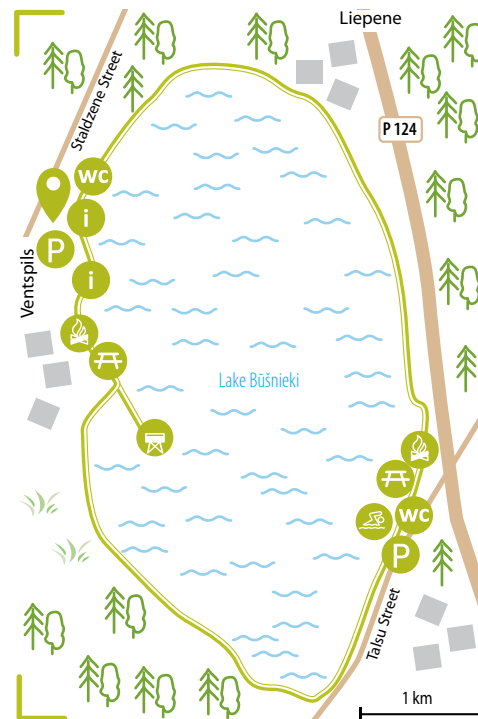 Liepene
Staldzene Street
P 124
wc
i
P
Ventspils
i
Lake Būšnieki
wc
P
Talsu Street
1 km